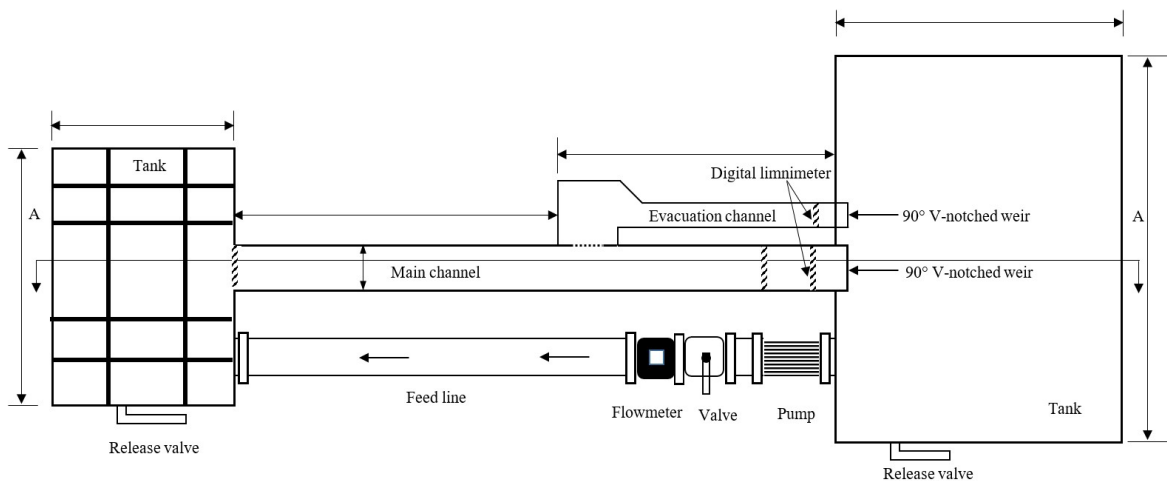 Tank
Digital limnimeter
A
Evacuation channel
90° V-notched weir
A
Main channel
90° V-notched weir
Feed line
Flowmeter
Valve
Pump
Tank
Release valve
Release valve